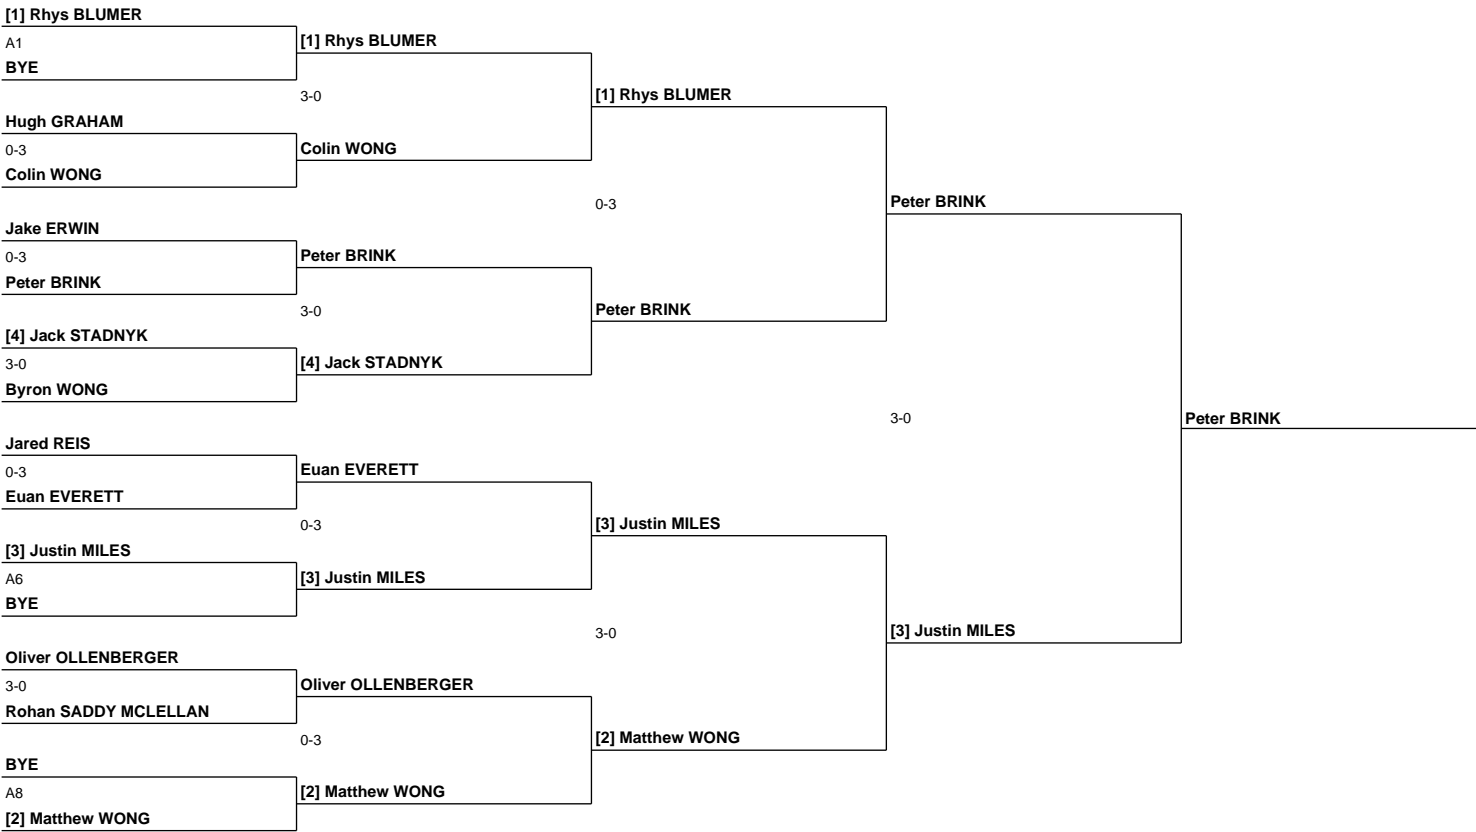 [1] Rhys BLUMER
A1
BYE
Hugh GRAHAM
0-3
Colin WONG
Jake ERWIN
0-3
Peter BRINK
[4] Jack STADNYK
3-0
Byron WONG
Jared REIS
0-3
Euan EVERETT
[3] Justin MILES
A6
BYE
Oliver OLLENBERGER
3-0
Rohan SADDY MCLELLAN
BYE
A8
[2] Matthew WONG
[1] Rhys BLUMER
3-0
Colin WONG
Peter BRINK
3-0
[4] Jack STADNYK
Euan EVERETT
0-3
[3] Justin MILES
Oliver OLLENBERGER
0-3
[2] Matthew WONG
[1] Rhys BLUMER
0-3
Peter BRINK
[3] Justin MILES
3-0
[2] Matthew WONG
Peter BRINK
3-0
[3] Justin MILES
Peter BRINK